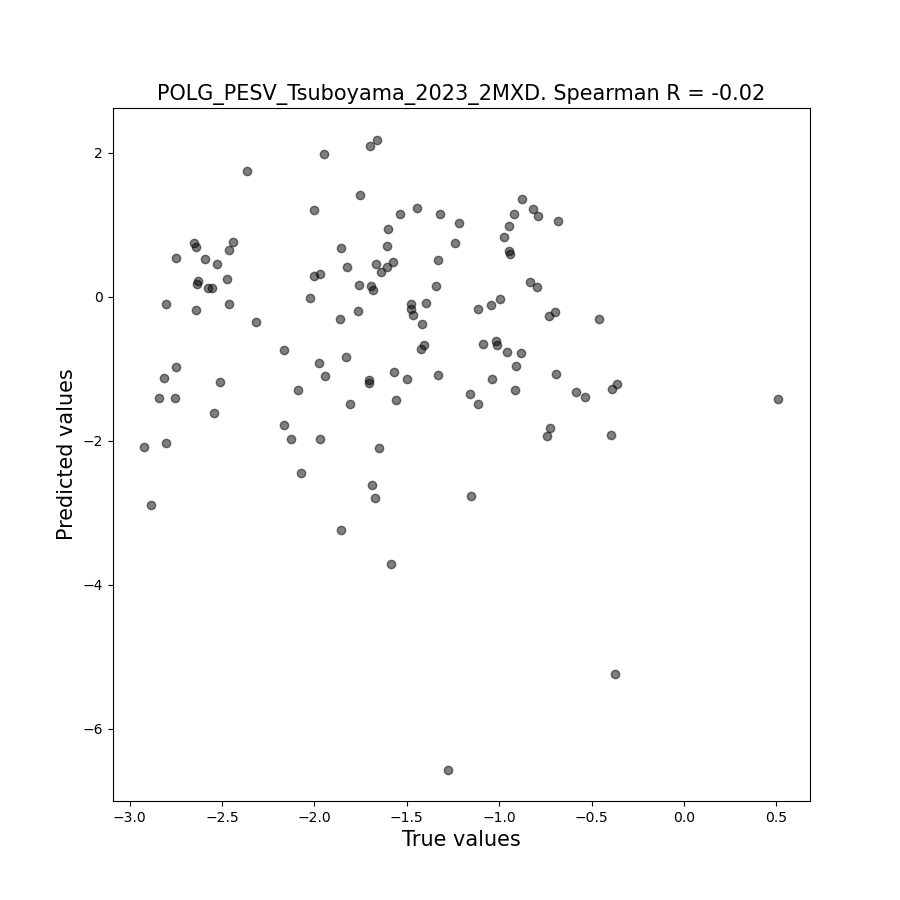 POLG_PESV_Tsuboyama_2023_2MXD. Spearman R = -0.02
2
0
−2
−4
−6
Predicted values
−3.0 −2.5 −2.0 −1.5 −1.0 −0.5 0.0 0.5
True values